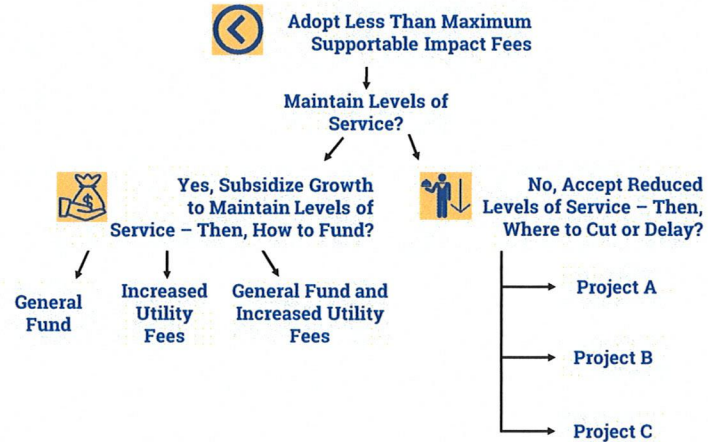 Adopt Less Than Maximum
Supportable Impact Fees
Maintain Levels of
Service?
Yes, Subsidize Growth
to Maintain Levels of
Service – Then, How to Fund?
No, Accept Reduced
Levels of Service – Then,
Where to Cut or Delay?
General
Fund
Increased
Utility
Fees
General Fund and
Increased Utility
Fees
Project A
Project B
Project C